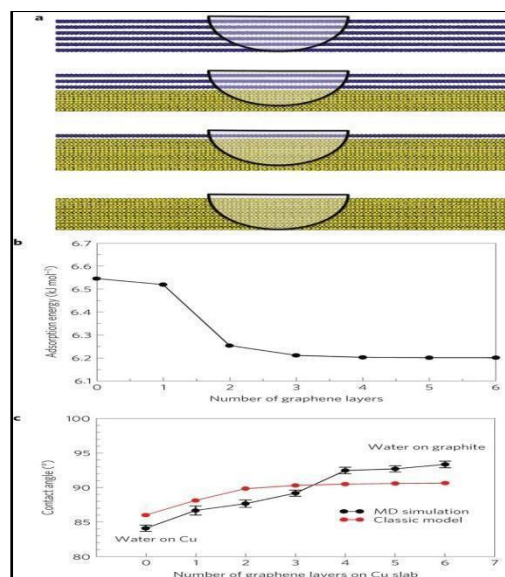 a
b
6.7
6.6
6.5
6.4
6.3
6.2
6.1
Adsorption energy (kJ mol⁻¹)
0 1 2 3 4 5 6
Number of graphene layers
c
100
95
90
85
80
Contact angle (°)
Water on graphite
MD simulation
Classic model
Water on Cu
0 1 2 3 4 5 6 7
Number of graphene layers on Cu slab